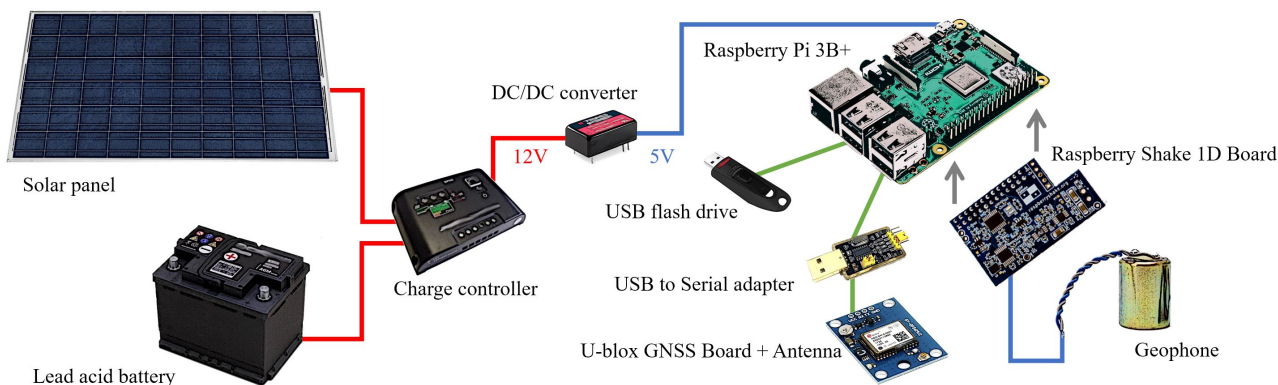 Raspberry Pi 3B+
DC/DC converter
12V
5V
Raspberry Shake 1D Board
Solar panel
USB flash drive
USB to Serial adapter
Charge controller
U-blox GNSS Board + Antenna
Geophone
Lead acid battery